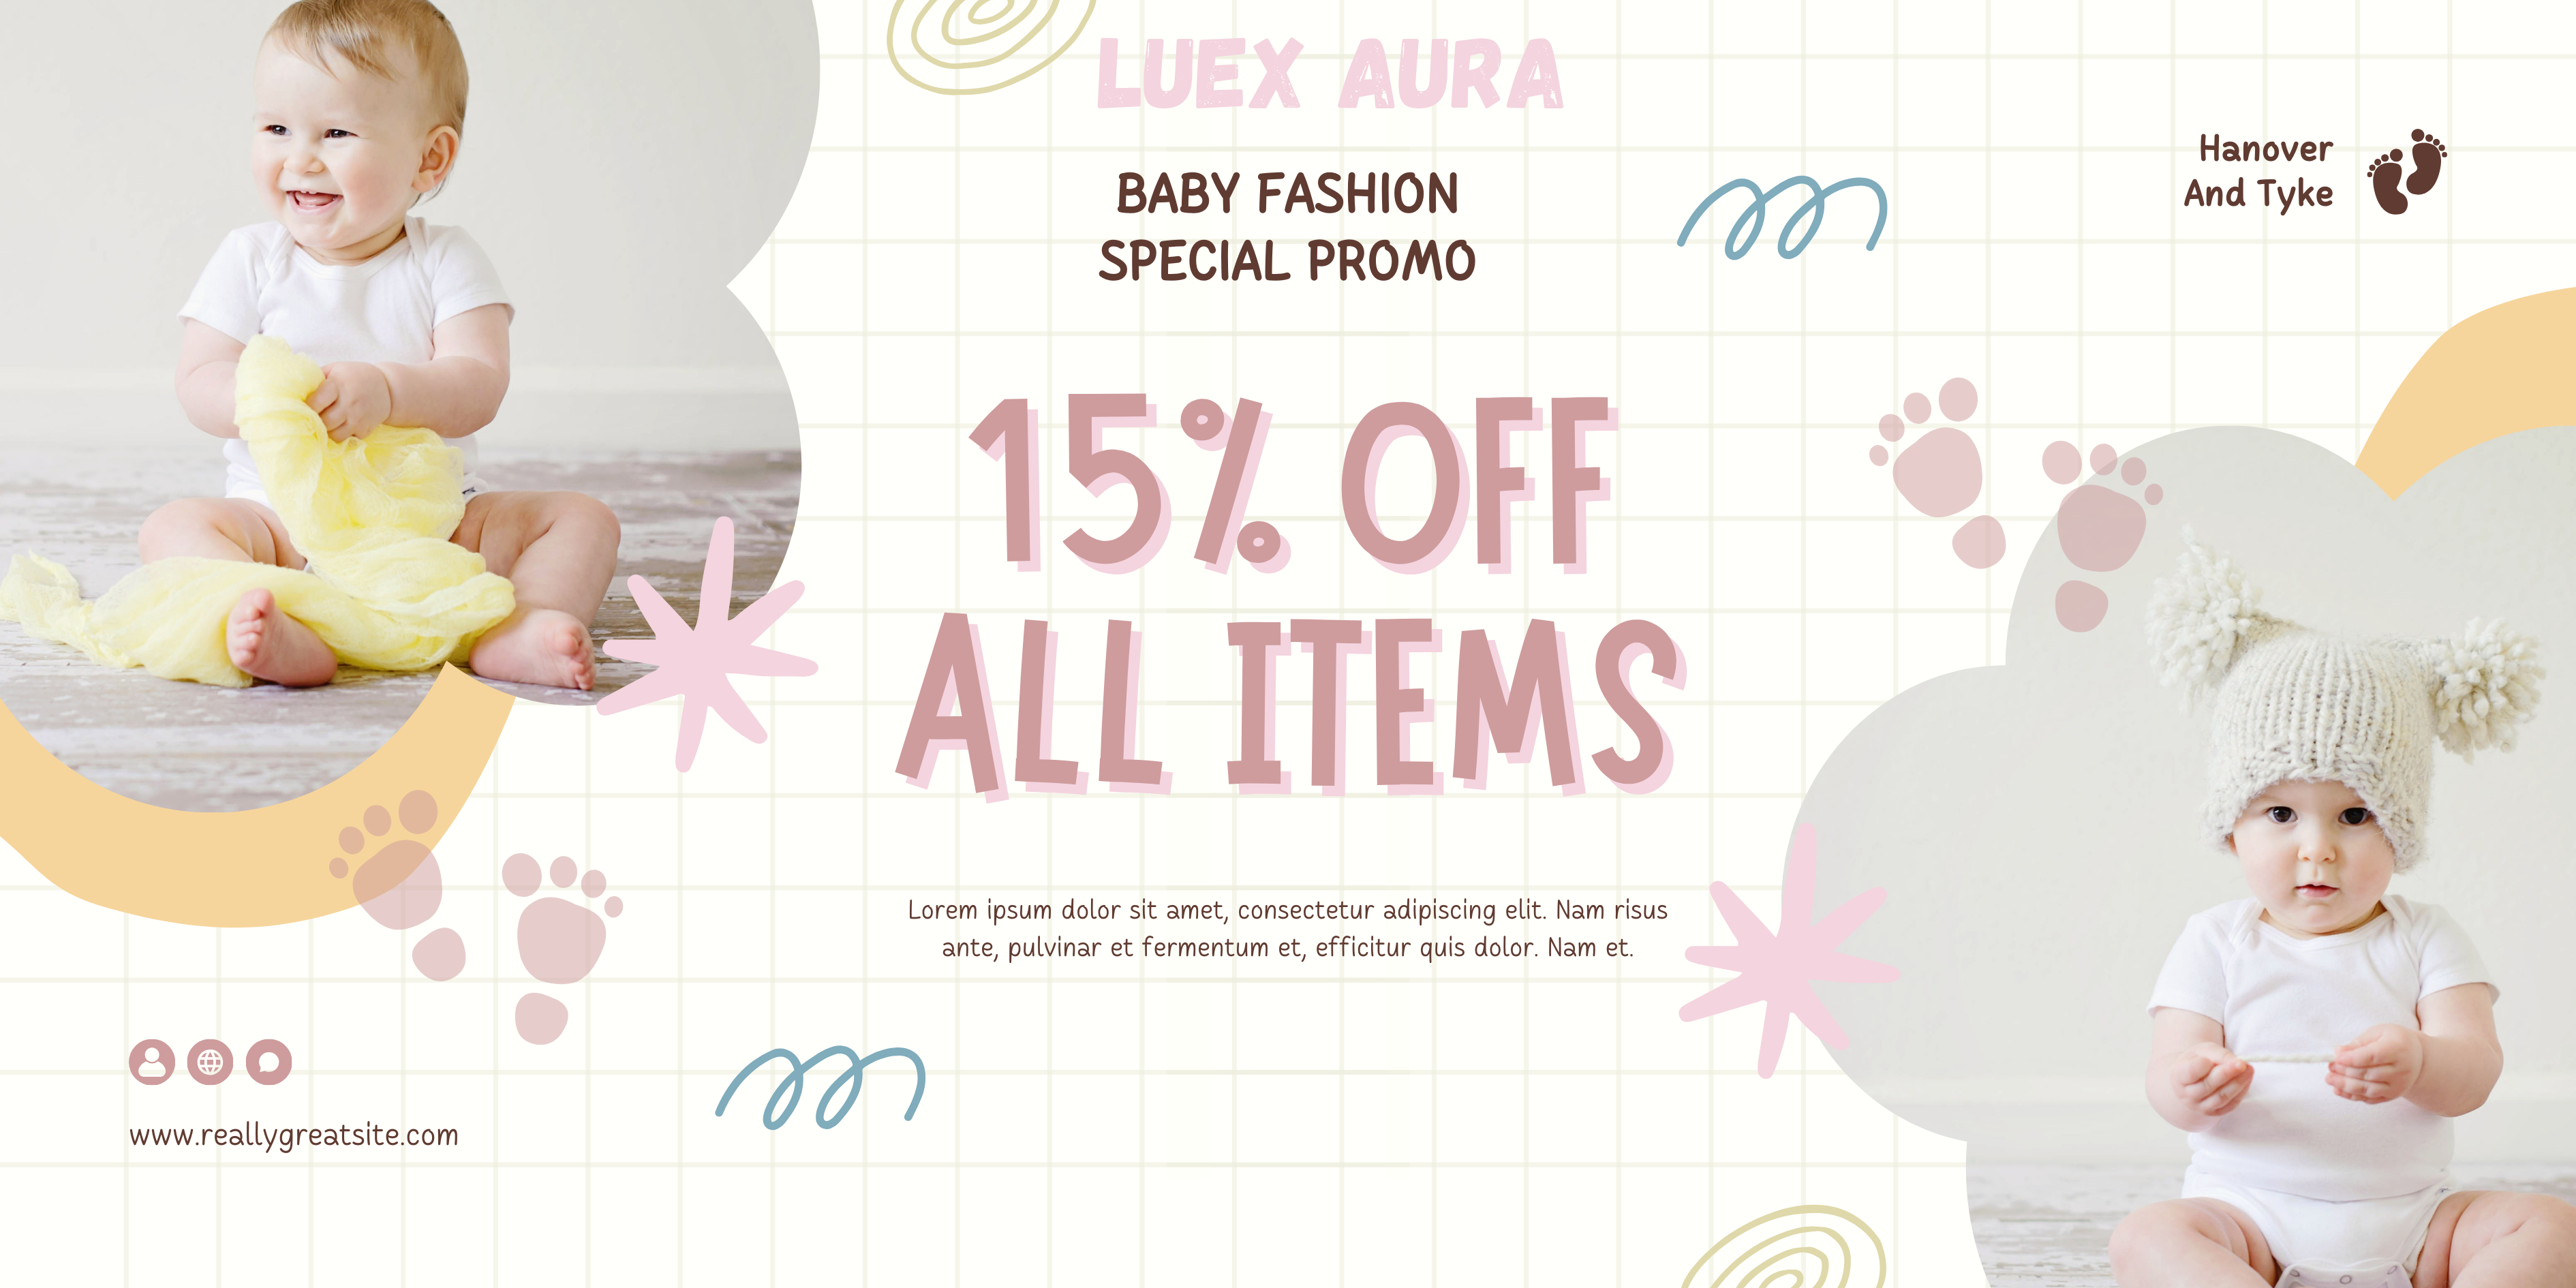 LUEX AURA
BABY FASHION
SPECIAL PROMO
Hanover
And Tyke
15% OFF
ALL ITEMS
Lorem ipsum dolor sit amet, consectetur adipiscing elit. Nam risus
ante, pulvinar et fermentum et, efficitur quis dolor. Nam et.
www.reallygreatsite.com